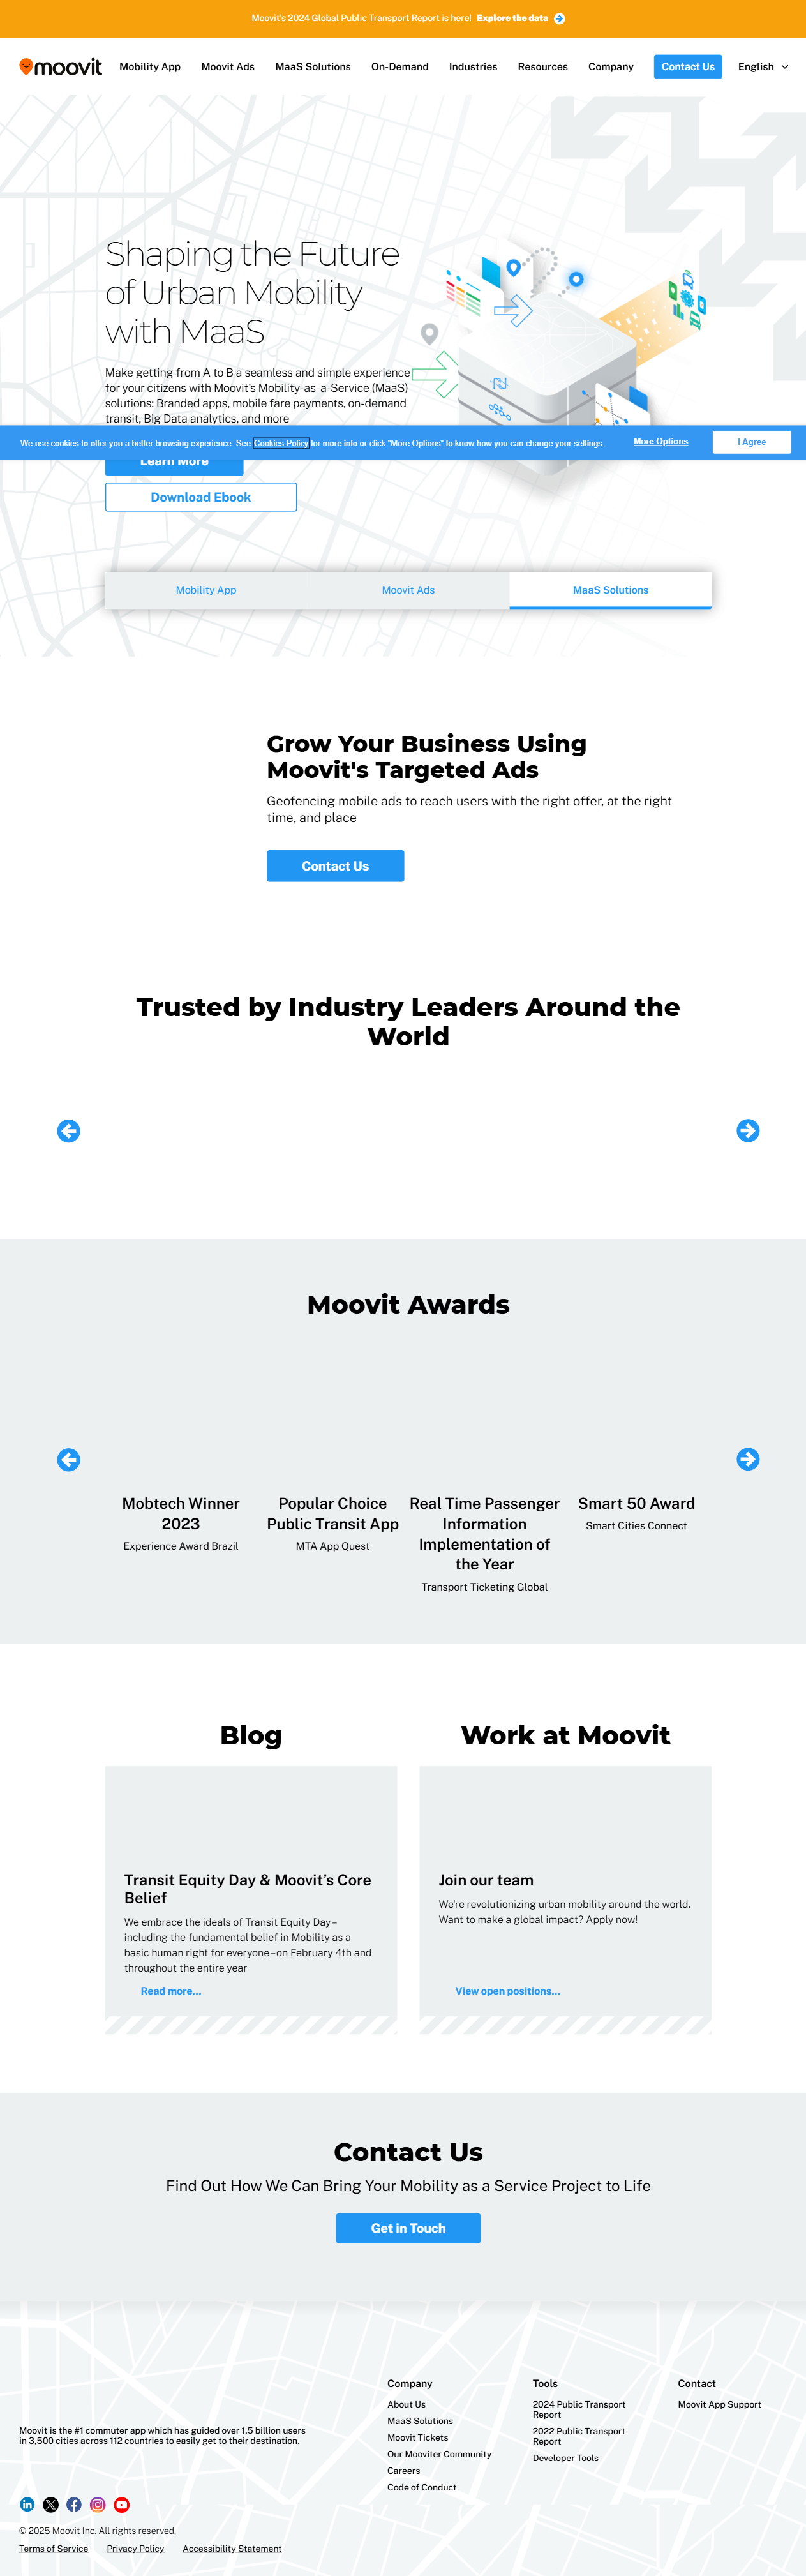 Moovit's 2024 Global Public Transport Report is here! Explore the data
moovit
Mobility App
Moovit Ads
MaaS Solutions
On-Demand
Industries
Resources
Company
Contact Us
English
Shaping the Future
of Urban Mobility
with MaaS
Make getting from A to B a seamless and simple experience
for your citizens with Moovit's Mobility-as-a-Service (MaaS)
solutions: Branded apps, mobile fare payments, on-demand
transit, Big Data analytics, and more
We use cookies to offer you a better browsing experience. See Cookies Policy for more info or click "More Options" to know how you can change your settings.
More Options
I Agree
Learn More
Download Ebook
Mobility App
Moovit Ads
MaaS Solutions
Grow Your Business Using
Moovit's Targeted Ads
Geofencing mobile ads to reach users with the right offer, at the right
time, and place
Contact Us
Trusted by Industry Leaders Around the
World
Moovit Awards
Mobtech Winner
2023
Experience Award Brazil
Popular Choice
Public Transit App
MTA App Quest
Real Time Passenger
Information
Implementation of
the Year
Transport Ticketing Global
Smart 50 Award
Smart Cities Connect
Blog
Transit Equity Day & Moovit's Core
Belief
We embrace the ideals of Transit Equity Day–
including the fundamental belief in Mobility as a
basic human right for everyone–on February 4th and
throughout the entire year
Read more...
Work at Moovit
Join our team
We're revolutionizing urban mobility around the world.
Want to make a global impact? Apply now!
View open positions...
Contact Us
Find Out How We Can Bring Your Mobility as a Service Project to Life
Get in Touch
Moovit is the #1 commuter app which has guided over 1.5 billion users
in 3,500 cities across 112 countries to easily get to their destination.
Company
About Us
MaaS Solutions
Moovit Tickets
Our Mooviter Community
Careers
Code of Conduct
Tools
2024 Public Transport
Report
2022 Public Transport
Report
Developer Tools
Contact
Moovit App Support
© 2025 Moovit Inc. All rights reserved.
Terms of Service
Privacy Policy
Accessibility Statement